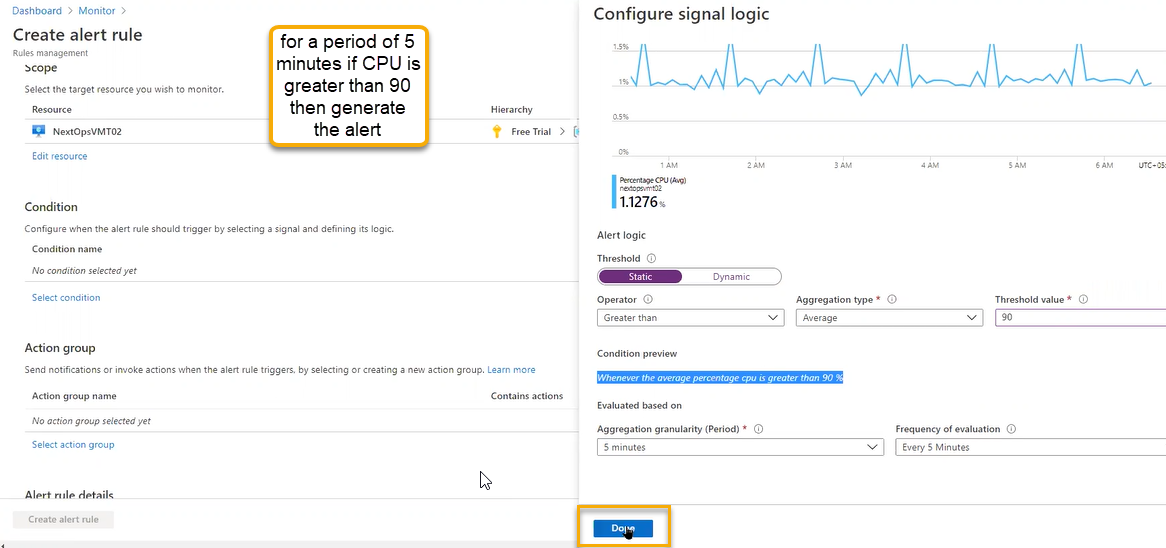 Dashboard > Monitor >
Create alert rule
Rules management
Scope
Select the target resource you wish to monitor.
Resource
Hierarchy
NextOpsVMT02
Free Trial >
Edit resource
for a period of 5
minutes if CPU is
greater than 90
then generate
the alert
Condition
Configure when the alert rule should trigger by selecting a signal and defining its logic.
Condition name
No condition selected yet
Select condition
Action group
Send notifications or invoke actions when the alert rule triggers, by selecting or creating a new action group. Learn more
Action group name
Contains actions
No action group selected yet
Select action group
Alert rule details
Create alert rule
Configure signal logic
1.5%
1%
0.5%
0%
1 AM 2 AM 3 AM 4 AM 5 AM 6 AM
Percentage CPU (Avg)
nextopsvmt02
1.1276 %
Alert logic
Threshold
Static Dynamic
Operator
Aggregation type *
Threshold value *
Greater than
Average
90
Condition preview
Whenever the average percentage cpu is greater than 90 %
Evaluated based on
Aggregation granularity (Period) *
Frequency of evaluation
5 minutes
Every 5 Minutes
Done